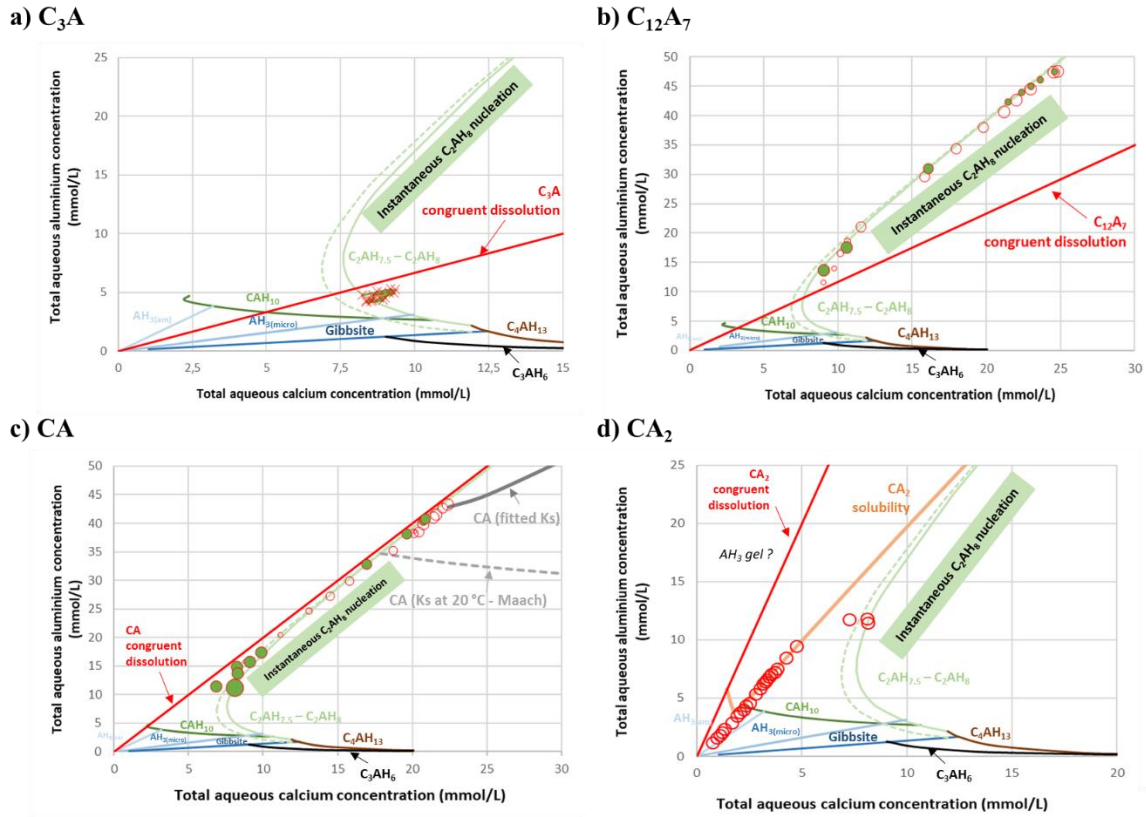 a) C₃A
Total aqueous aluminium concentration
(mmol/L)
25
20
15
10
5
0
Instantaneous C₂AH₈ nucleation
C₃A
congruent dissolution
C₂AH₇.₅ – C₂AH₈
CAH₁₀
AH₃(am)
AH₃(micro)
Gibbsite
C₄AH₁₃
C₃AH₆
0
2,5
5
7,5
10
12,5
15
Total aqueous calcium concentration (mmol/L)
b) C₁₂A₇
Total aqueous aluminium concentration
(mmol/L)
50
45
40
35
30
25
20
15
10
5
0
Instantaneous C₂AH₈ nucleation
C₁₂A₇
congruent dissolution
C₂AH₇.₅ – C₂AH₈
CAH₁₀
AH₃(micro)
Gibbsite
C₄AH₁₃
C₃AH₆
0
5
10
15
20
25
30
Total aqueous calcium concentration (mmol/L)
c) CA
Total aqueous aluminium concentration
(mmol/L)
50
45
40
35
30
25
20
15
10
5
0
CA (fitted Ks)
CA (Ks at 20 °C - Maach)
Instantaneous C₂AH₈ nucleation
CA
congruent
dissolution
C₂AH₇.₅ – C₂AH₈
CAH₁₀
AH₃(micro)
Gibbsite
C₄AH₁₃
C₃AH₆
0
5
10
15
20
25
30
Total aqueous calcium concentration (mmol/L)
d) CA₂
Total aqueous aluminium concentration
(mmol/L)
25
20
15
10
5
0
CA₂
congruent
dissolution
CA₂
solubility
AH₃ gel ?
Instantaneous C₂AH₈ nucleation
C₂AH₇.₅ – C₂AH₈
CAH₁₀
AH₃(micro)
Gibbsite
C₄AH₁₃
C₃AH₆
0
5
10
15
20
Total aqueous calcium concentration (mmol/L)